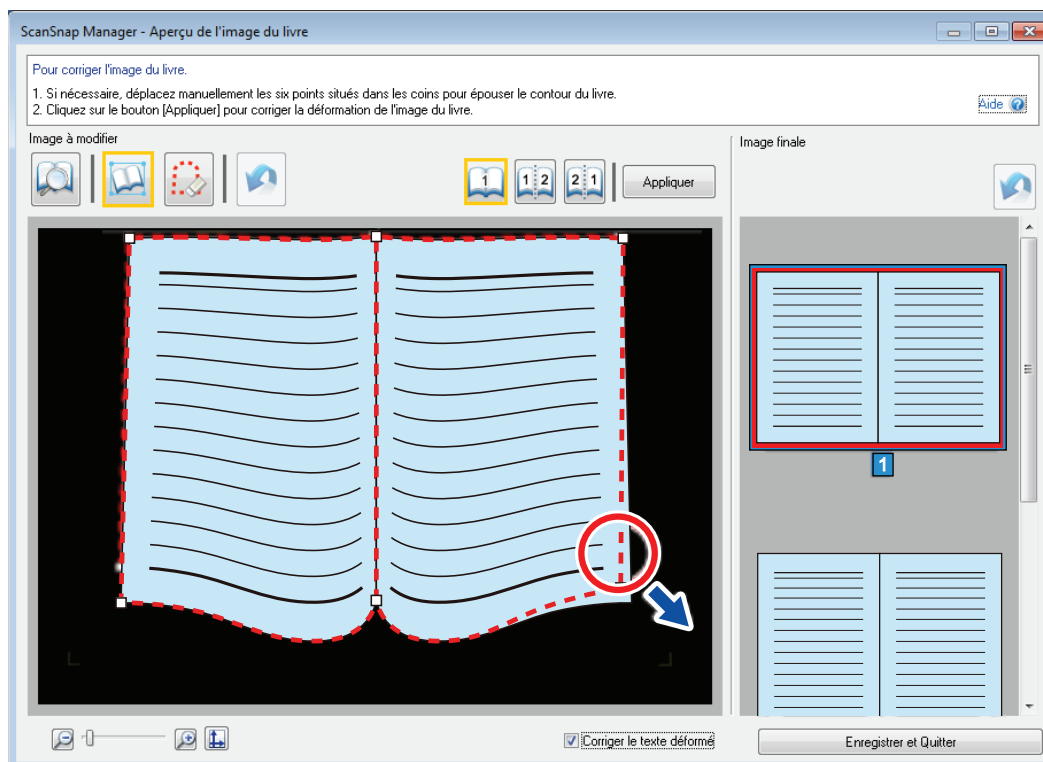 ScanSnap Manager - Aperçu de l'image du livre
Pour corriger l'image du livre.
1. Si nécessaire, déplacez manuellement les six points situés dans les coins pour épouser le contour du livre.
2. Cliquez sur le bouton [Appliquer] pour corriger la déformation de l'image du livre.
Aide ?
Image à modifier
Image finale
1
1 2
2 1
Appliquer
1
Corriger le texte déformé
Enregistrer et Quitter